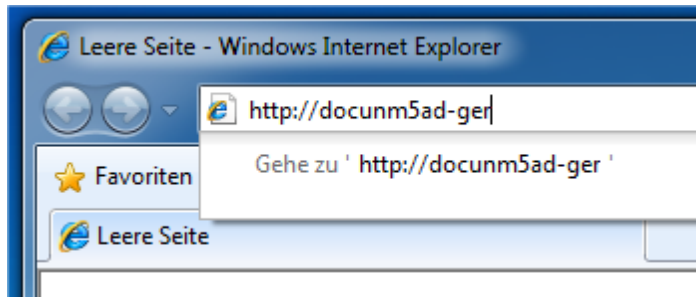 Leere Seite - Windows Internet Explorer
http://docunm5ad-ger
Gehe zu ' http://docunm5ad-ger '
Favoriten
Leere Seite